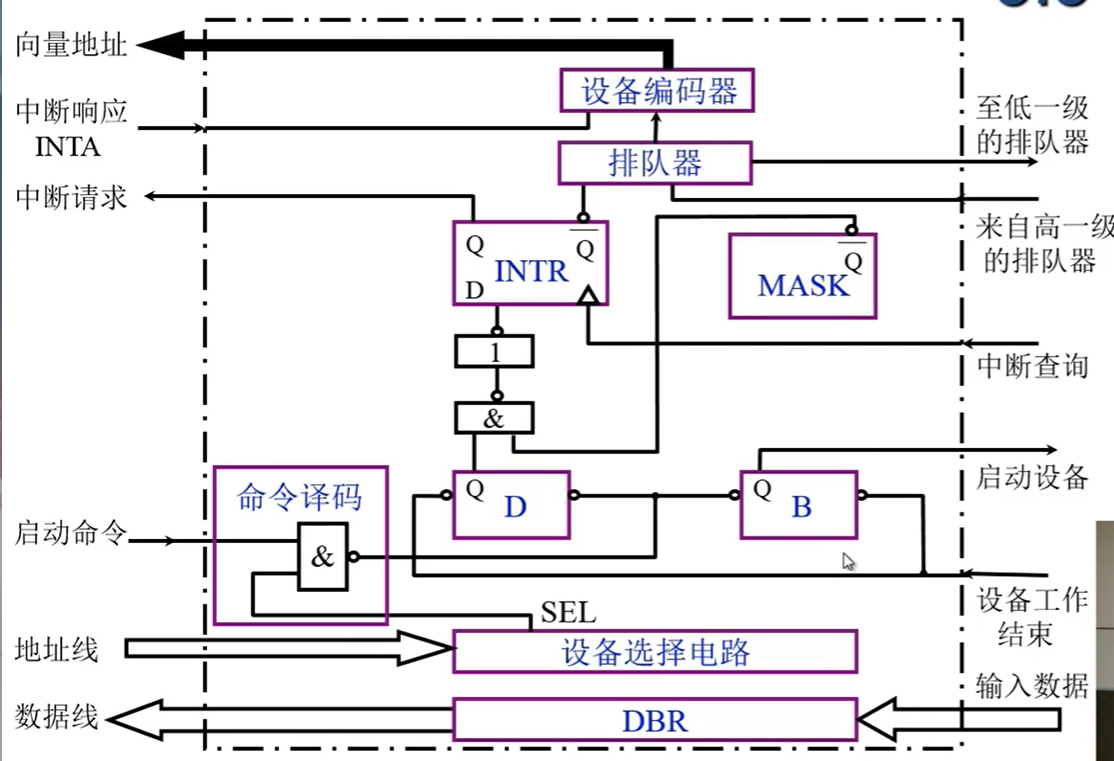 向量地址
设备编码器
中断响应
INTA
至低一级
的排队器
排队器
中断请求
来自高一级
的排队器
Q
Q
INTR
D
Q
MASK
1
中断查询
&
启动设备
命令译码
Q
D
Q
B
启动命令
&
设备工作
结束
SEL
地址线
设备选择电路
输入数据
数据线
DBR